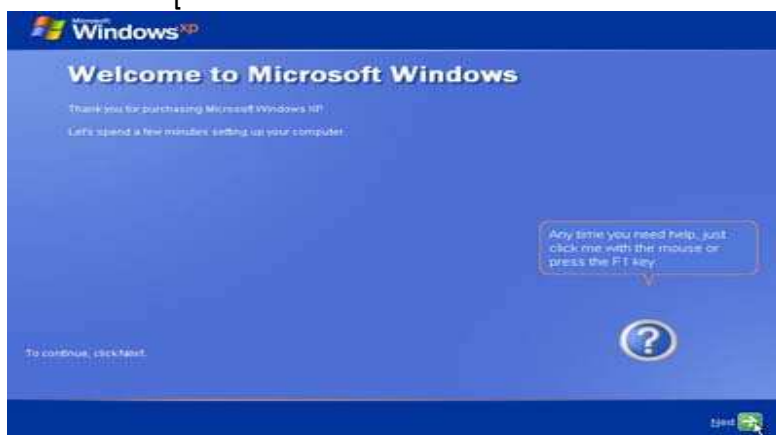 Microsoft
Windows xp
Welcome to Microsoft Windows
Thank you for purchasing Microsoft Windows XP!
Let's spend a few minutes setting up your computer.
Any time you need help, just
click me with the mouse or
press the F1 key.
?
To continue, click Next.
Next